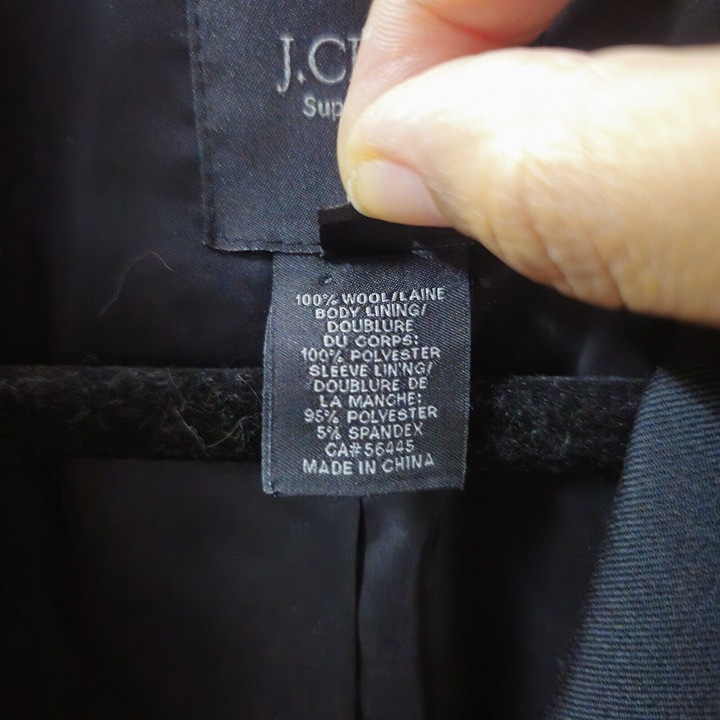 J.C
Sup
100% WOOL/LAINE
BODY LINING/
DOUBLURE
DU CORPS:
100% POLYESTER
SLEEVE LINING/
DOUBLURE DE
LA MANCHE:
95% POLYESTER
5% SPANDEX
CA#56445
MADE IN CHINA